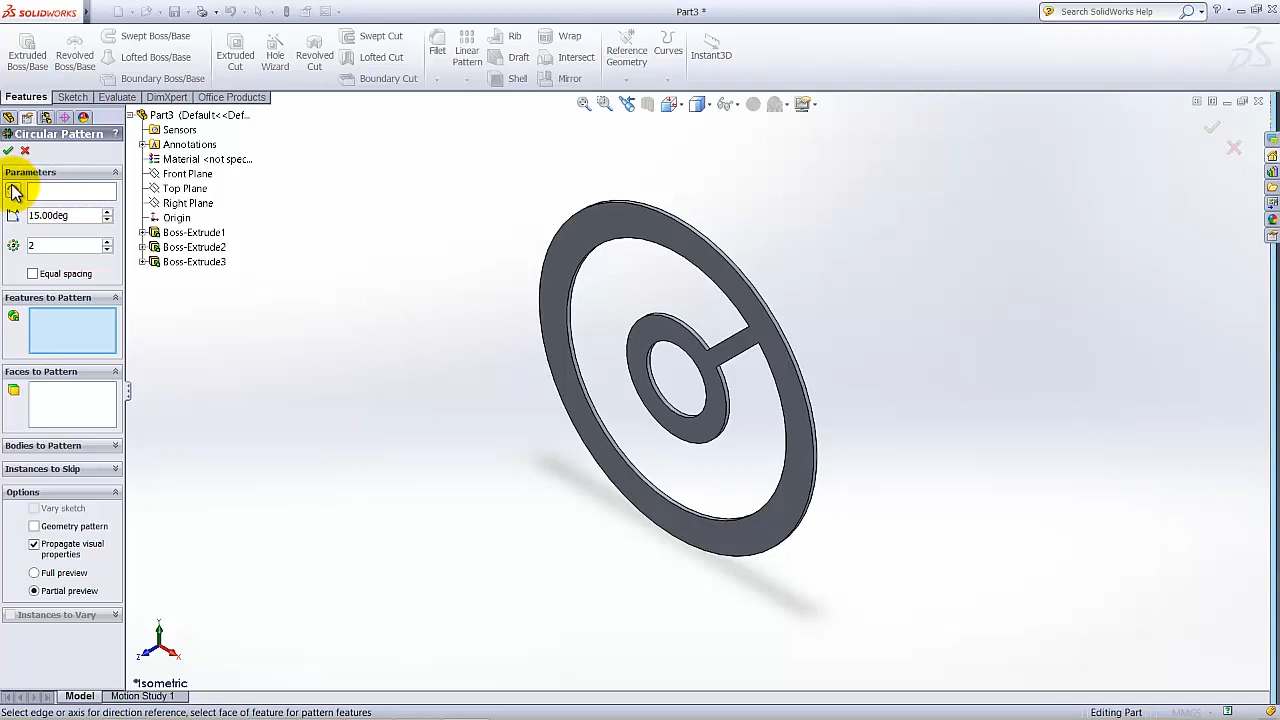 SOLIDWORKS
Part3 *
Search SolidWorks Help
Extruded Boss/Base
Revolved Boss/Base
Swept Boss/Base
Lofted Boss/Base
Boundary Boss/Base
Extruded Cut
Hole Wizard
Revolved Cut
Swept Cut
Lofted Cut
Boundary Cut
Fillet
Linear Pattern
Rib
Draft
Shell
Wrap
Intersect
Mirror
Reference Geometry
Curves
Instant3D
Features
Sketch
Evaluate
DimXpert
Office Products
Circular Pattern ?
Parameters
15.00deg
2
Equal spacing
Features to Pattern
Faces to Pattern
Bodies to Pattern
Instances to Skip
Options
Vary sketch
Geometry pattern
Propagate visual
properties
Full preview
Partial preview
Instances to Vary
Part3 (Default<<Def...
Sensors
Annotations
Material <not spec...
Front Plane
Top Plane
Right Plane
Origin
Boss-Extrude1
Boss-Extrude2
Boss-Extrude3
Y
Z
X
*Isometric
Model
Motion Study 1
Select edge or axis for direction reference, select face of feature for pattern features
Editing Part
MMGS